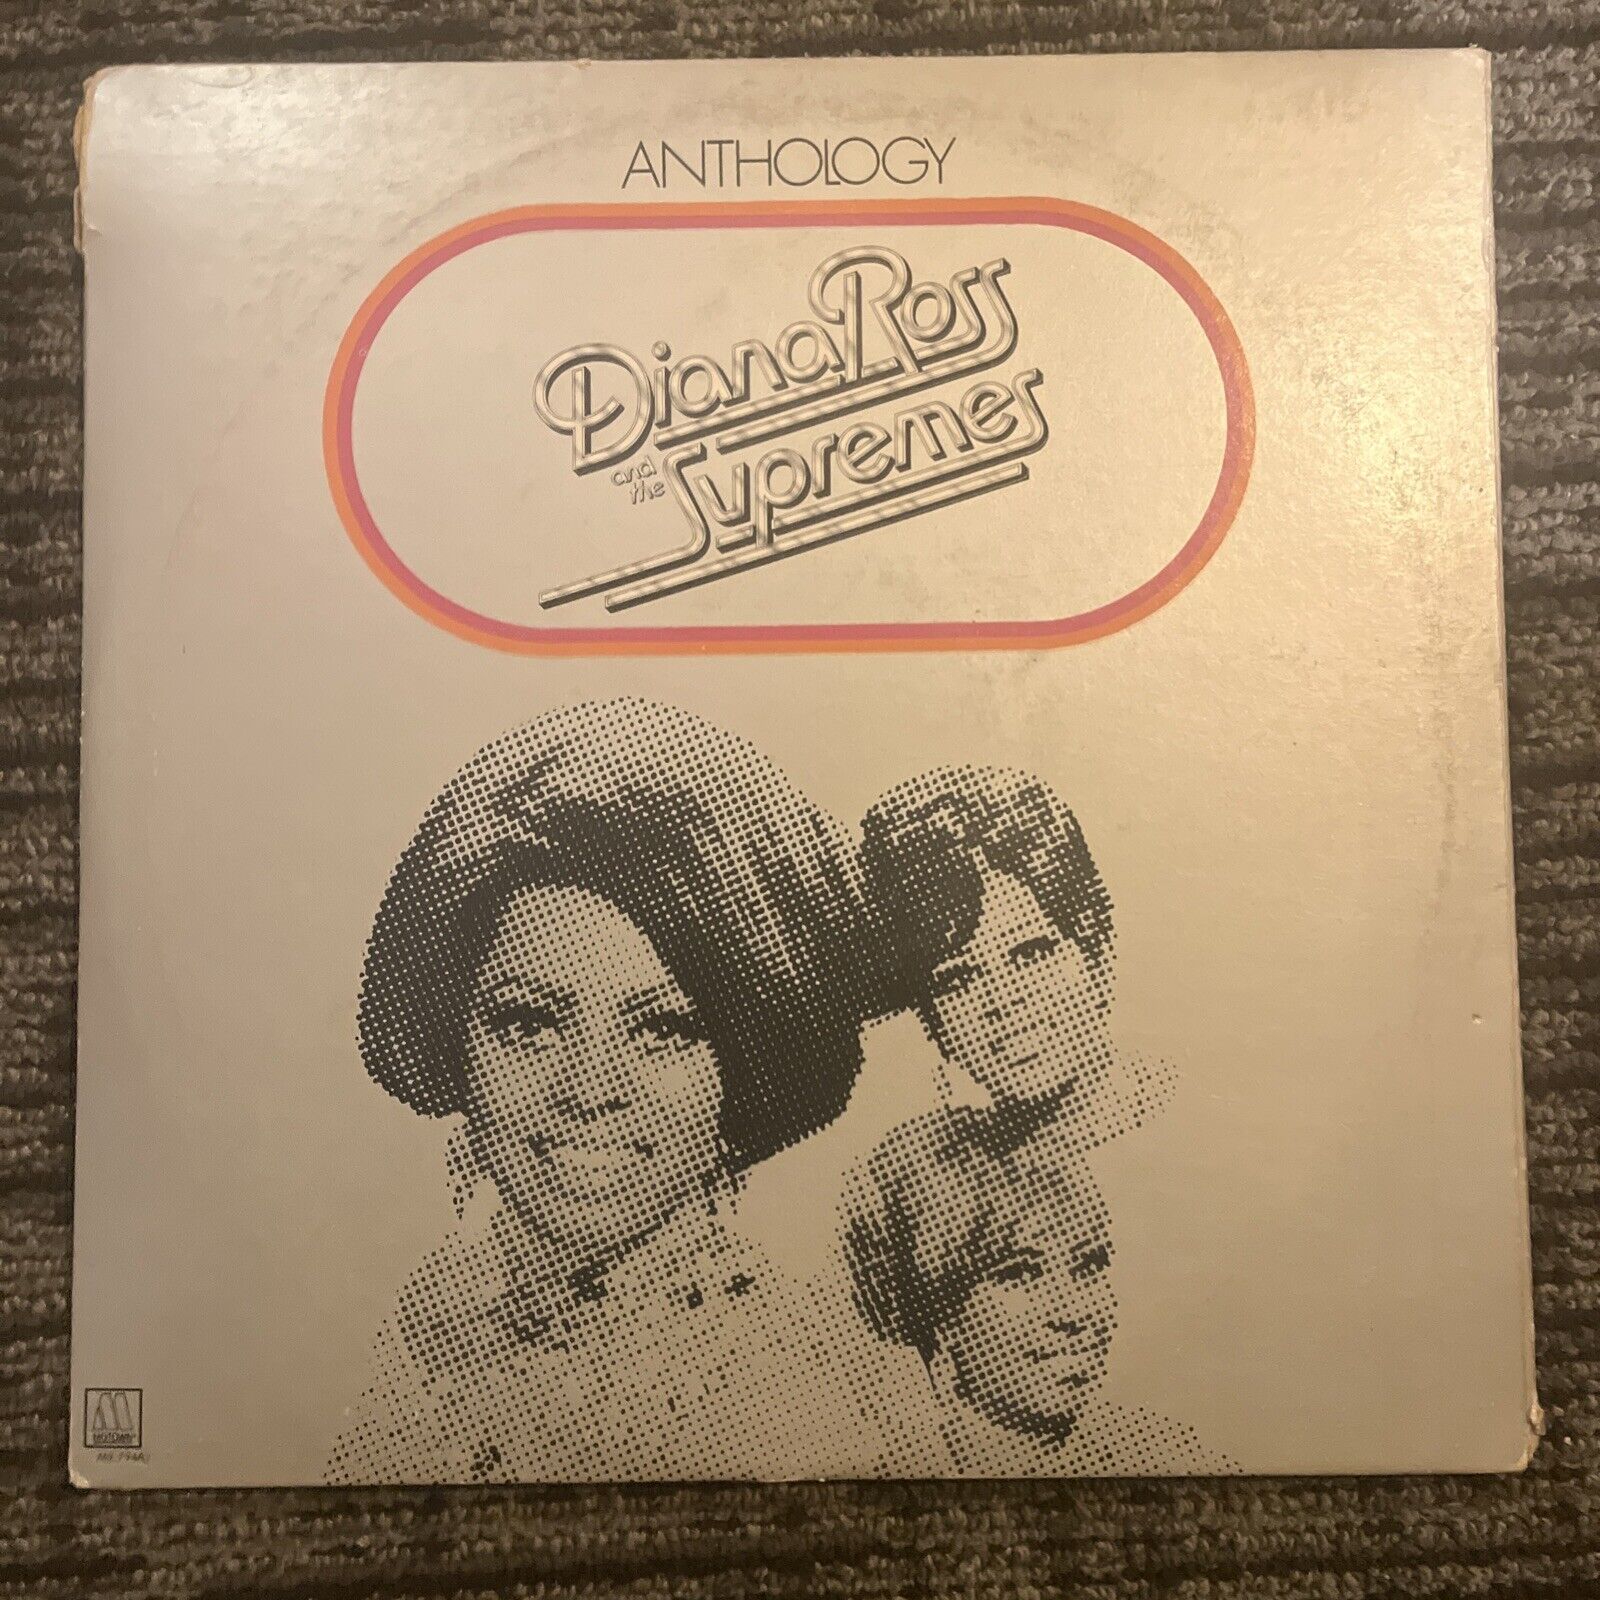 ANTHOLOGY
Diana Ross
and the
Supremes
MOTOWN